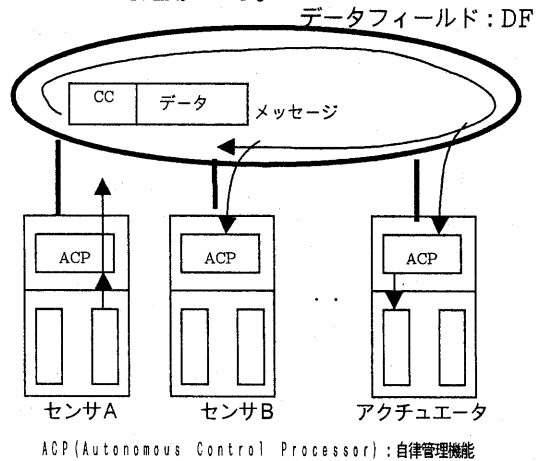 データフィールド:DF
CC データ メッセージ
ACP ACP ACP
. .
センサA センサB アクチュエータ
ACP(Autonomous Control Processor):自律管理機能